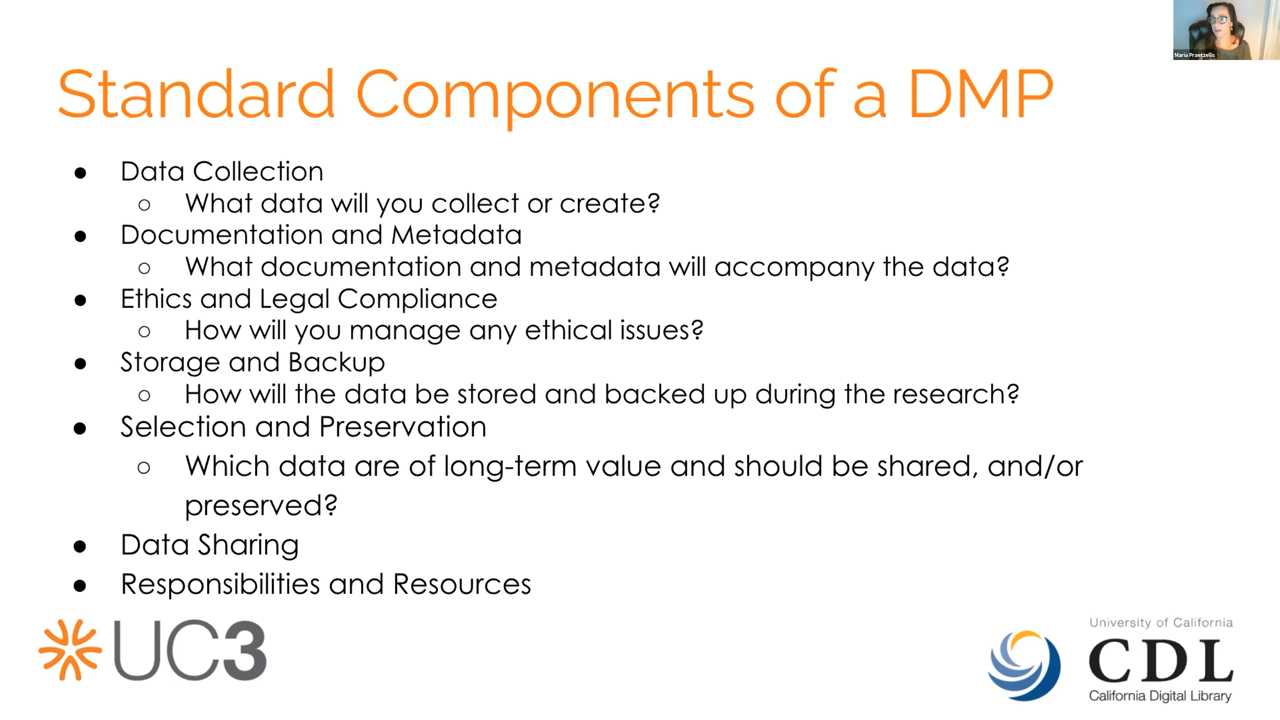 Maria Praetzellis
Standard Components of a DMP
● Data Collection
○ What data will you collect or create?
● Documentation and Metadata
○ What documentation and metadata will accompany the data?
● Ethics and Legal Compliance
○ How will you manage any ethical issues?
● Storage and Backup
○ How will the data be stored and backed up during the research?
● Selection and Preservation
○ Which data are of long-term value and should be shared, and/or
preserved?
● Data Sharing
● Responsibilities and Resources
UC3
University of California
CDL
California Digital Library